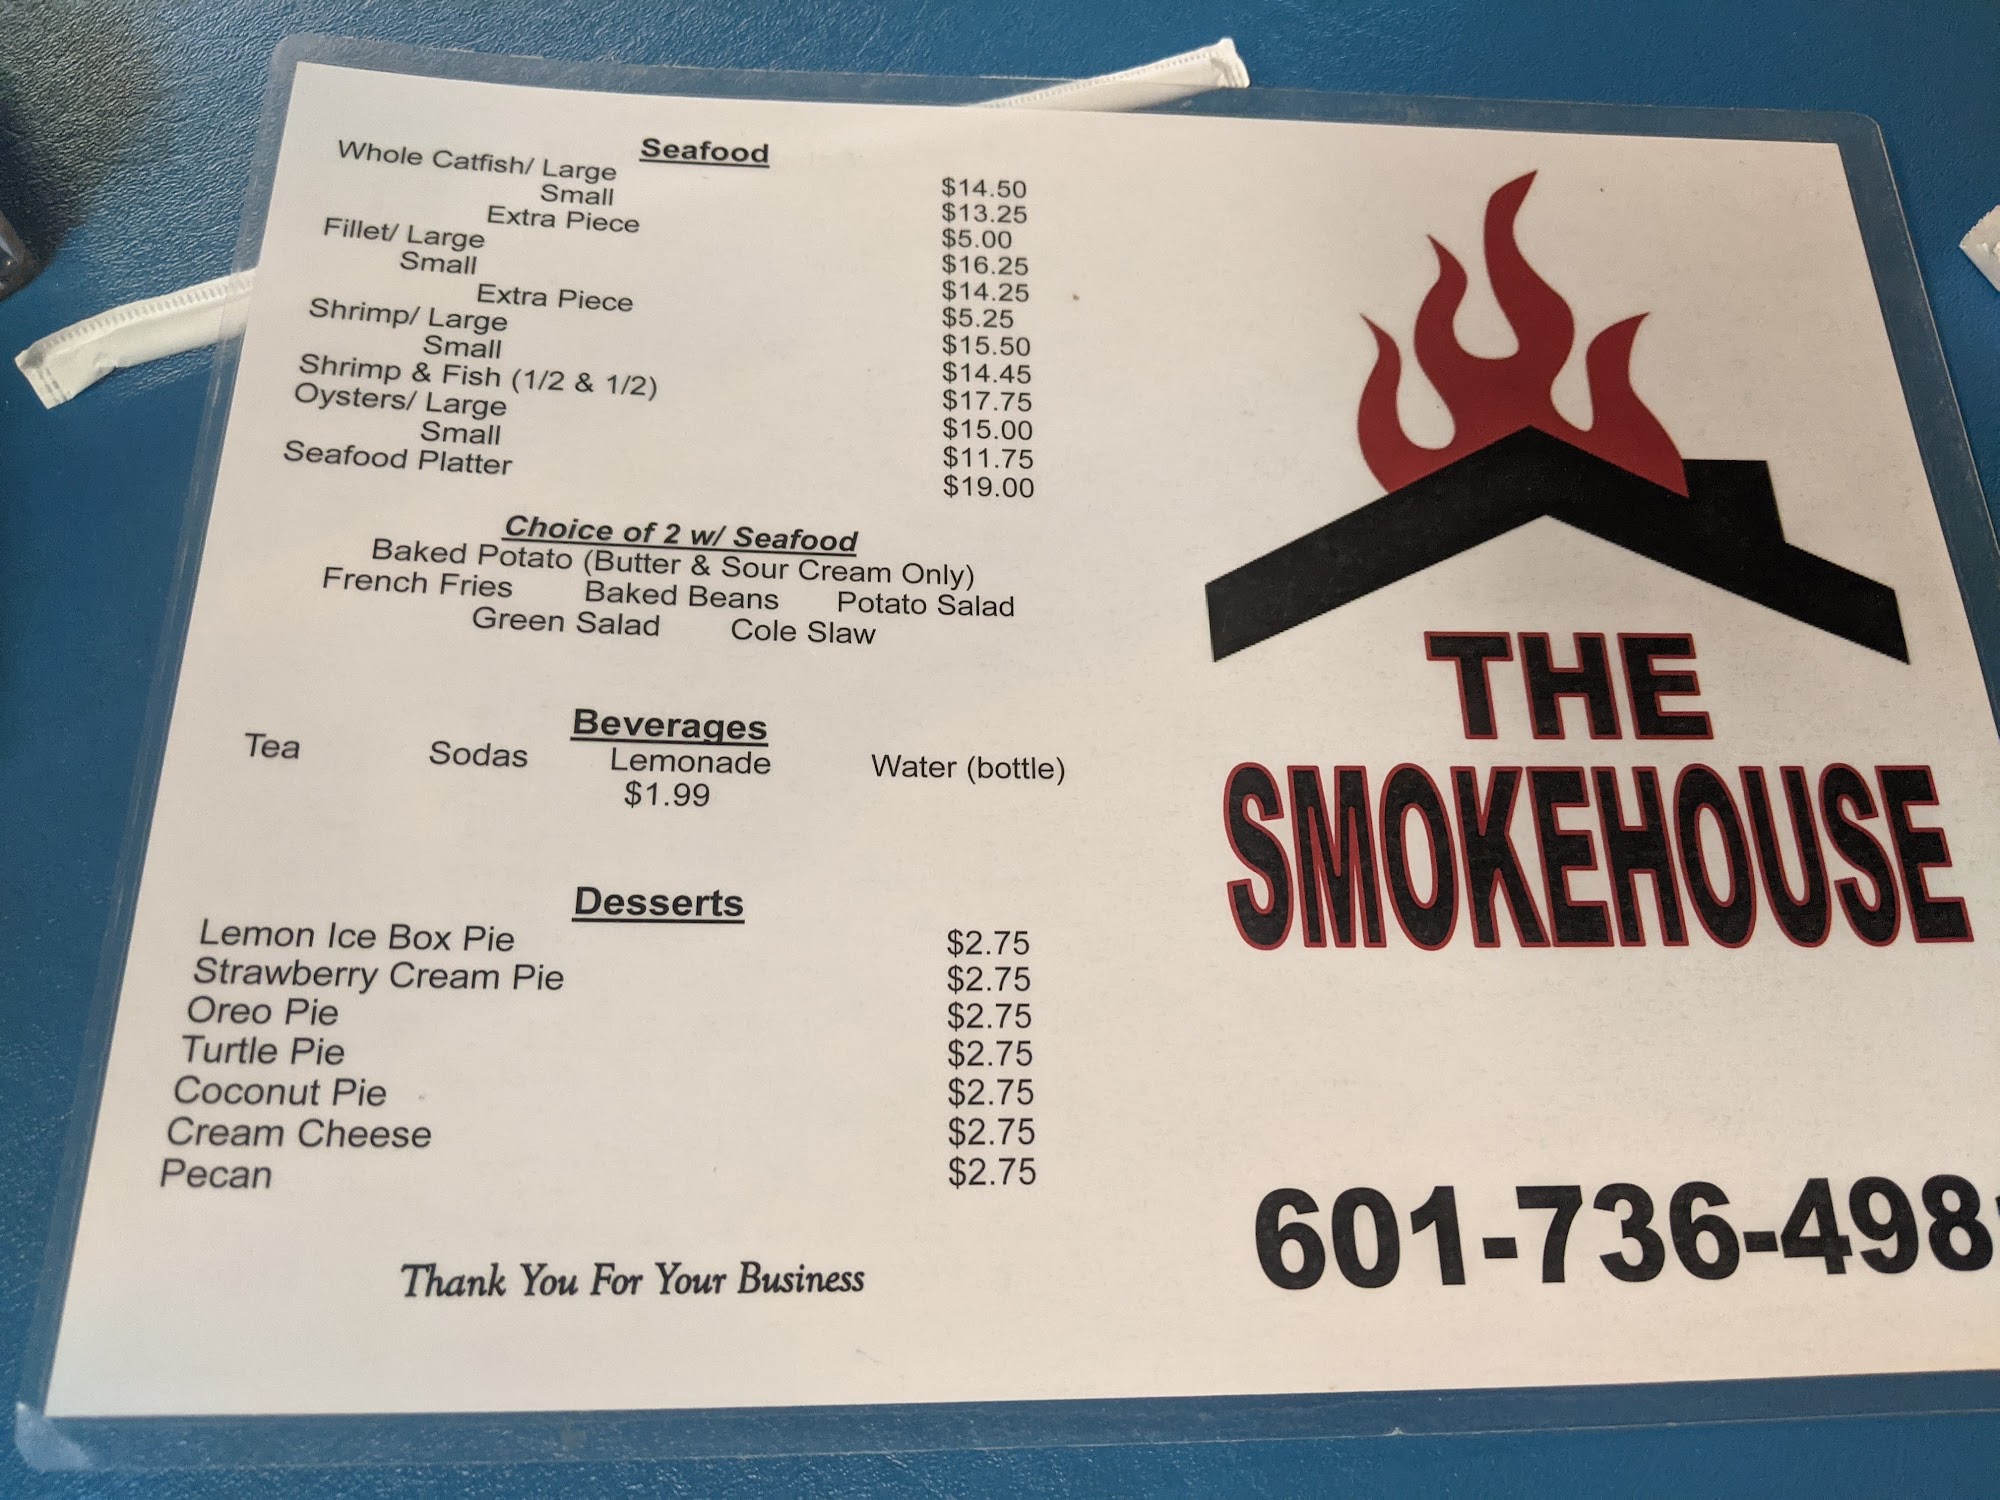 Seafood
Whole Catfish/ Large $14.50
Small $13.25
Extra Piece $5.00
Fillet/ Large $16.25
Small $14.25
Extra Piece $5.25
Shrimp/ Large $15.50
Small $14.45
Shrimp & Fish (1/2 & 1/2) $17.75
Oysters/ Large $15.00
Small $11.75
Seafood Platter $19.00
Choice of 2 w/ Seafood
Baked Potato (Butter & Sour Cream Only)
French Fries Baked Beans Potato Salad
Green Salad Cole Slaw
Beverages
Tea Sodas Lemonade Water (bottle)
$1.99
Desserts
Lemon Ice Box Pie $2.75
Strawberry Cream Pie $2.75
Oreo Pie $2.75
Turtle Pie $2.75
Coconut Pie $2.75
Cream Cheese $2.75
Pecan $2.75
Thank You For Your Business
THE
SMOKEHOUSE
601-736-498